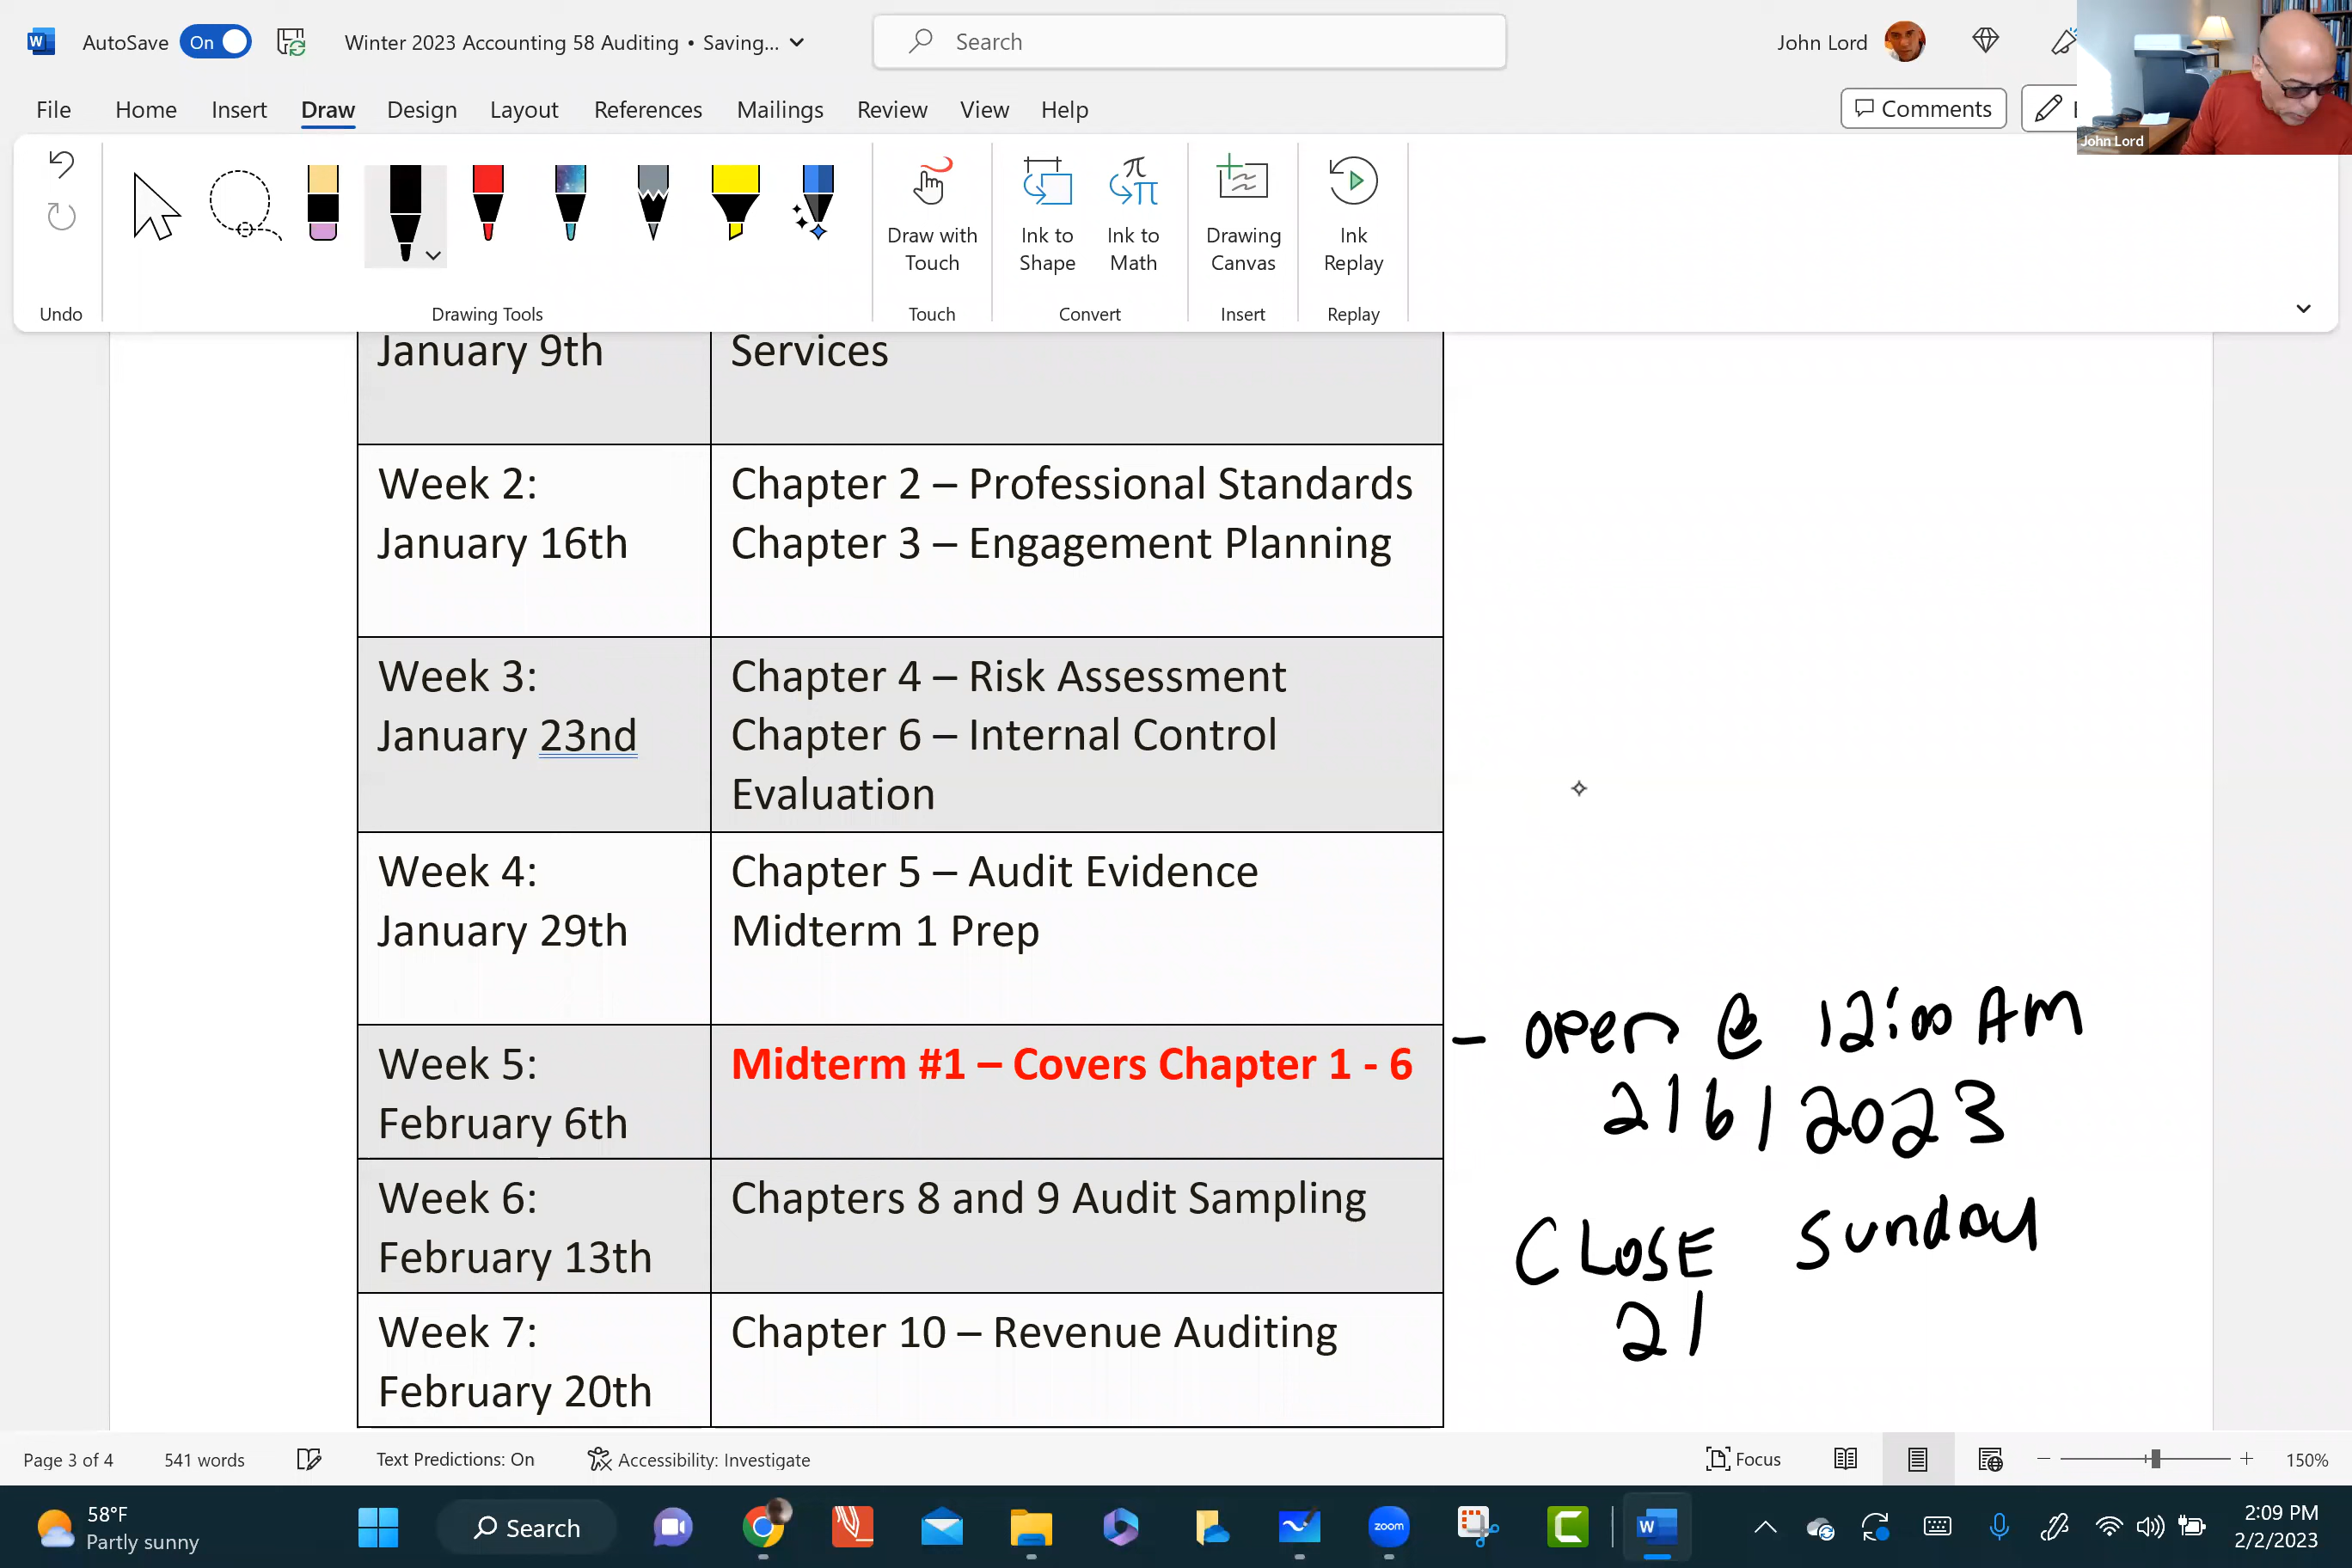 AutoSave On Winter 2023 Accounting 58 Auditing • Saving... Search John Lord
File Home Insert Draw Design Layout References Mailings Review View Help Comments
John Lord
Draw with Touch
Ink to Shape
Ink to Math
Drawing Canvas
Ink Replay
Undo Drawing Tools Touch Convert Insert Replay
January 9th
Services
Week 2:
January 16th
Chapter 2 – Professional Standards
Chapter 3 – Engagement Planning
Week 3:
January 23nd
Chapter 4 – Risk Assessment
Chapter 6 – Internal Control
Evaluation
Week 4:
January 29th
Chapter 5 – Audit Evidence
Midterm 1 Prep
Week 5:
February 6th
Midterm #1 – Covers Chapter 1 - 6
Week 6:
February 13th
Chapters 8 and 9 Audit Sampling
Week 7:
February 20th
Chapter 10 – Revenue Auditing
- OPEN @ 12:00 AM
2/6/2023
CLOSE Sunday
2/
Page 3 of 4 541 words Text Predictions: On Accessibility: Investigate Focus 150%
58°F
Partly sunny
Search
zoom
2:09 PM
2/2/2023